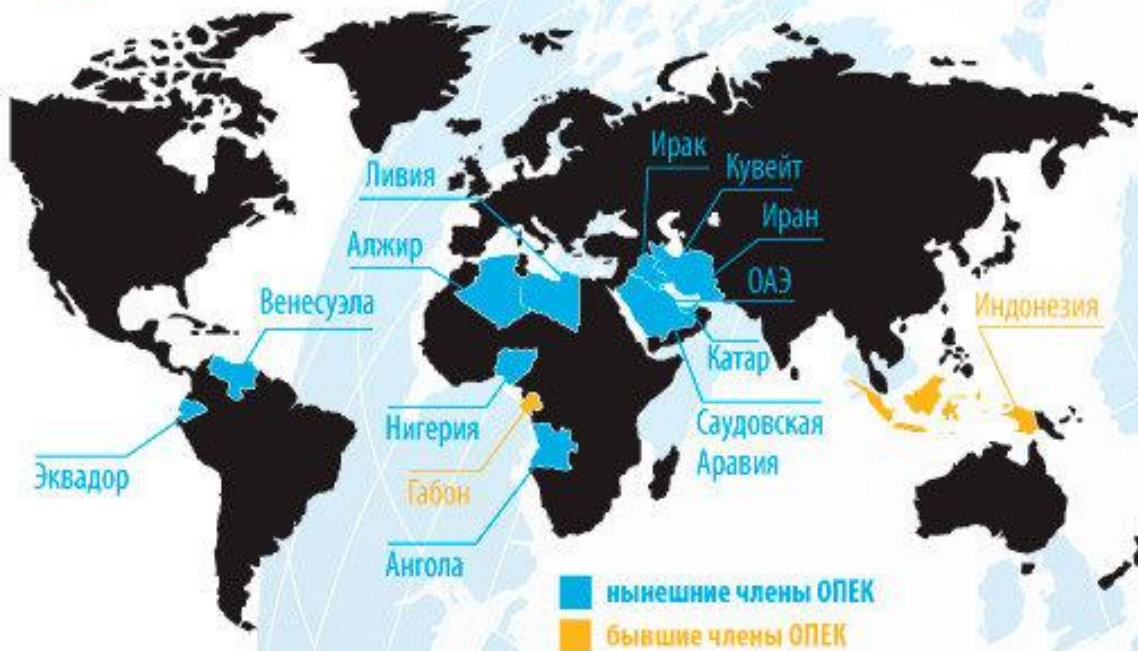 Ирак
Ливия
Кувейт
Иран
Алжир
ОАЭ
Венесуэла
Индонезия
Катар
Нигерия
Саудовская
Аравия
Эквадор
Габон
Ангола
нынешние члены ОПЕК
бывшие члены ОПЕК